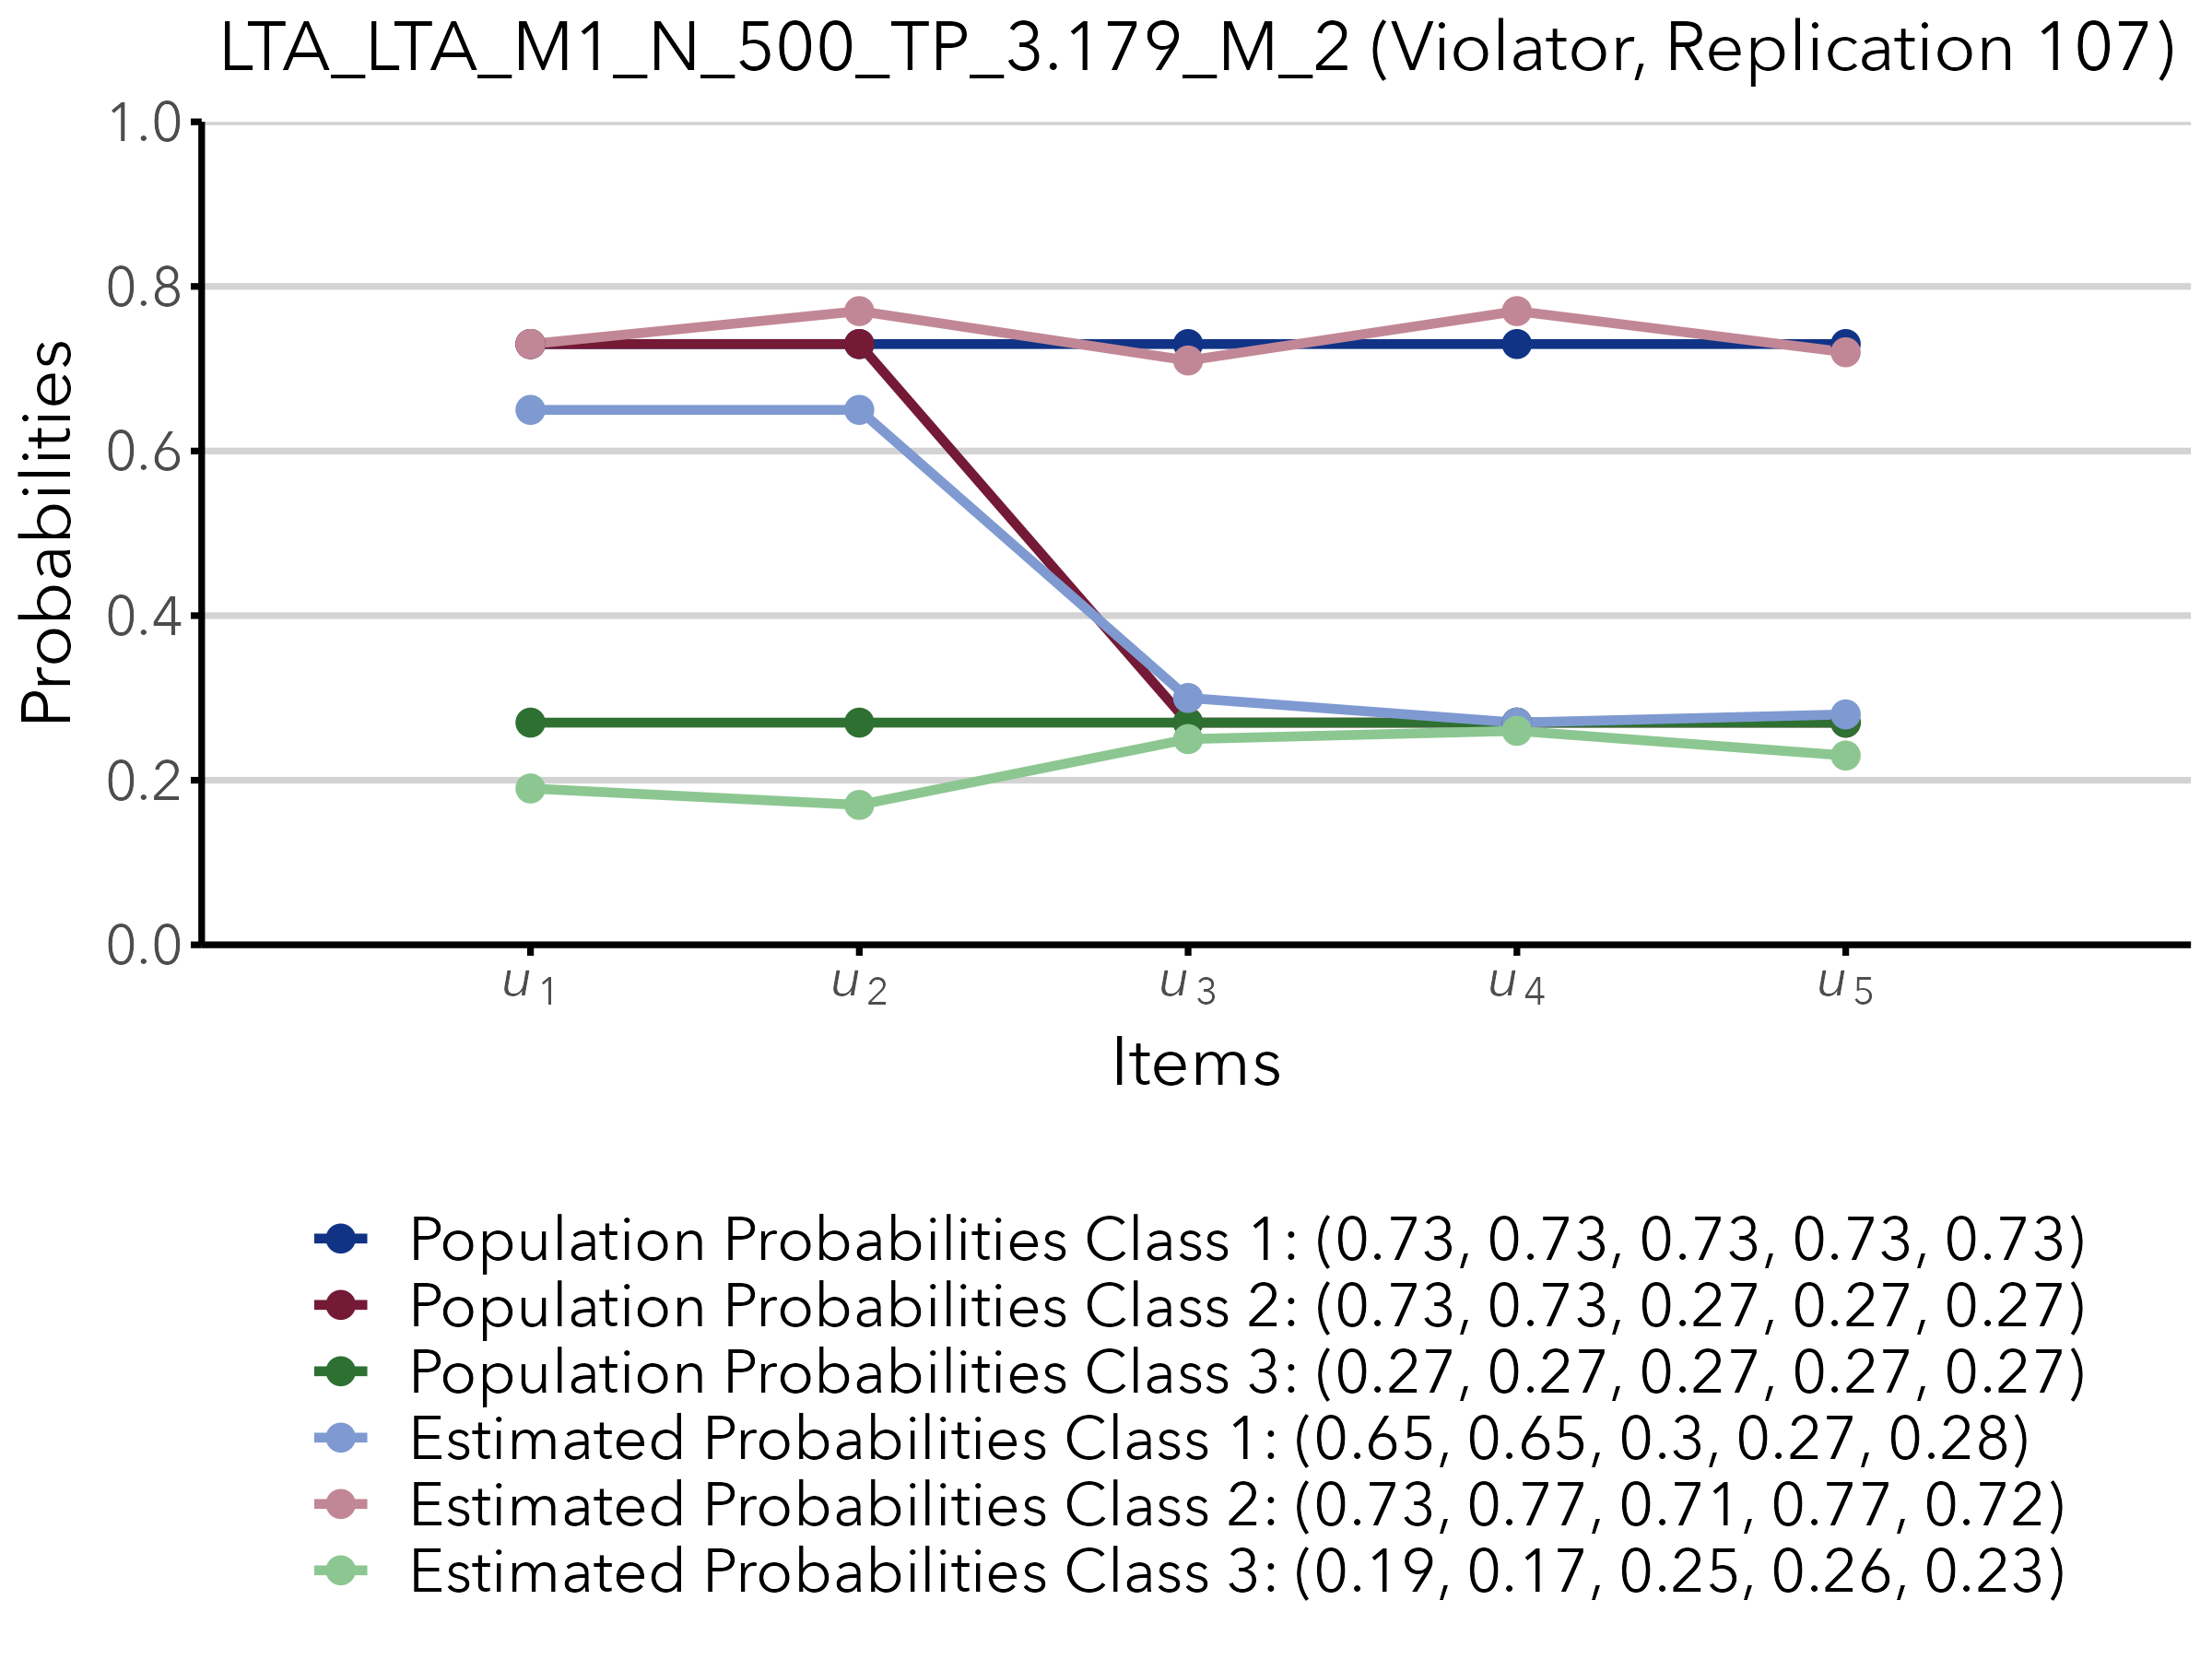 LTA_LTA_M1_N_500_TP_3.179_M_2 (Violator, Replication 107)
1.0
0.8
0.6
0.4
0.2
0.0
Probabilities
u1
u2
u3
u4
u5
Items
Population Probabilities Class 1: (0.73, 0.73, 0.73, 0.73, 0.73)
Population Probabilities Class 2: (0.73, 0.73, 0.27, 0.27, 0.27)
Population Probabilities Class 3: (0.27, 0.27, 0.27, 0.27, 0.27)
Estimated Probabilities Class 1: (0.65, 0.65, 0.3, 0.27, 0.28)
Estimated Probabilities Class 2: (0.73, 0.77, 0.71, 0.77, 0.72)
Estimated Probabilities Class 3: (0.19, 0.17, 0.25, 0.26, 0.23)